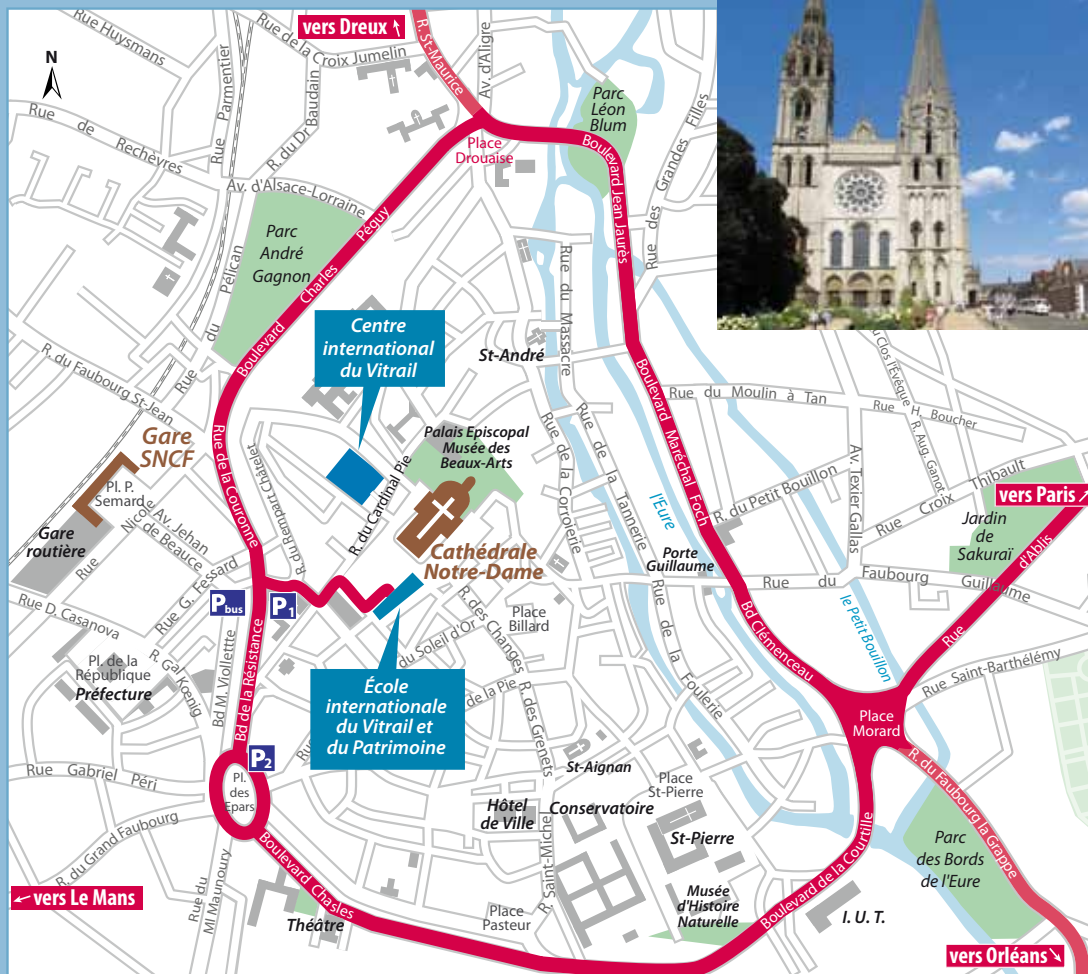 vers Dreux
R. St-Maurice
Av. d'Aligre
Rue Huysmans
Rue de la Croix Jumelin
N
Rue Parmentier
R. du Dr Baudain
Rue de Rechèvres
Parc
Léon
Blum
Place
Drouaise
Boulevard Jean Jaurès
Rue des Grandes Filles
Av. d'Alsace-Lorraine
Parc
André
Gagnon
Boulevard Charles Péguy
Rue du Pélican
R. du Faubourg St-Jean
Centre
international
du Vitrail
St-André
Rue du Massacre
Boulevard Maréchal Foch
Rue du Moulin à Tan
du Clos l'Évêque
Rue H. Boucher
R. Aug. Ganot
Gare
SNCF
Pl. P.
Semard
Rue de la Couronne
R. du Rempart Châtelet
R. du Cardinal Pie
Palais Episcopal
Musée des
Beaux-Arts
Rue de la Corroierie
Rue de la Tannerie
l'Eure
R. du Petit Bouillon
Av. Texier Gallas
Rue Croix Thibault
vers Paris
Jardin
de
Sakuraï
Gare
routière
Av. Jehan
de Beauce
Rue Nicole
Rue G. Fessard
Cathédrale
Notre-Dame
Porte
Guillaume
Rue du Faubourg Guillaume
Rue d'Ablis
le Petit Bouillon
Pbus
P1
Rue D. Casanova
R. Gal Kœnig
Pl. de la
République
Préfecture
Bd M. Viollette
Bd de la Résistance
du Soleil d'Or
R. des Changes
Place
Billard
Rue de la Foulerie
Bd Clémenceau
Rue Saint-Barthélémy
Place
Morard
École
internationale
du Vitrail et
du Patrimoine
de la Pie
R. des Grenets
P2
Rue Gabriel Péri
Pl.
des
Epars
St-Aignan
Place
St-Pierre
R. du Faubourg la Grappe
Hôtel
de Ville
Conservatoire
St-Pierre
Parc
des Bords
de l'Eure
R. du Grand Faubourg
Boulevard Chasles
R. Saint-Michel
Boulevard de la Courtille
vers Le Mans
Rue du
Ml Maunoury
Théâtre
Place
Pasteur
Musée
d'Histoire
Naturelle
I. U. T.
vers Orléans